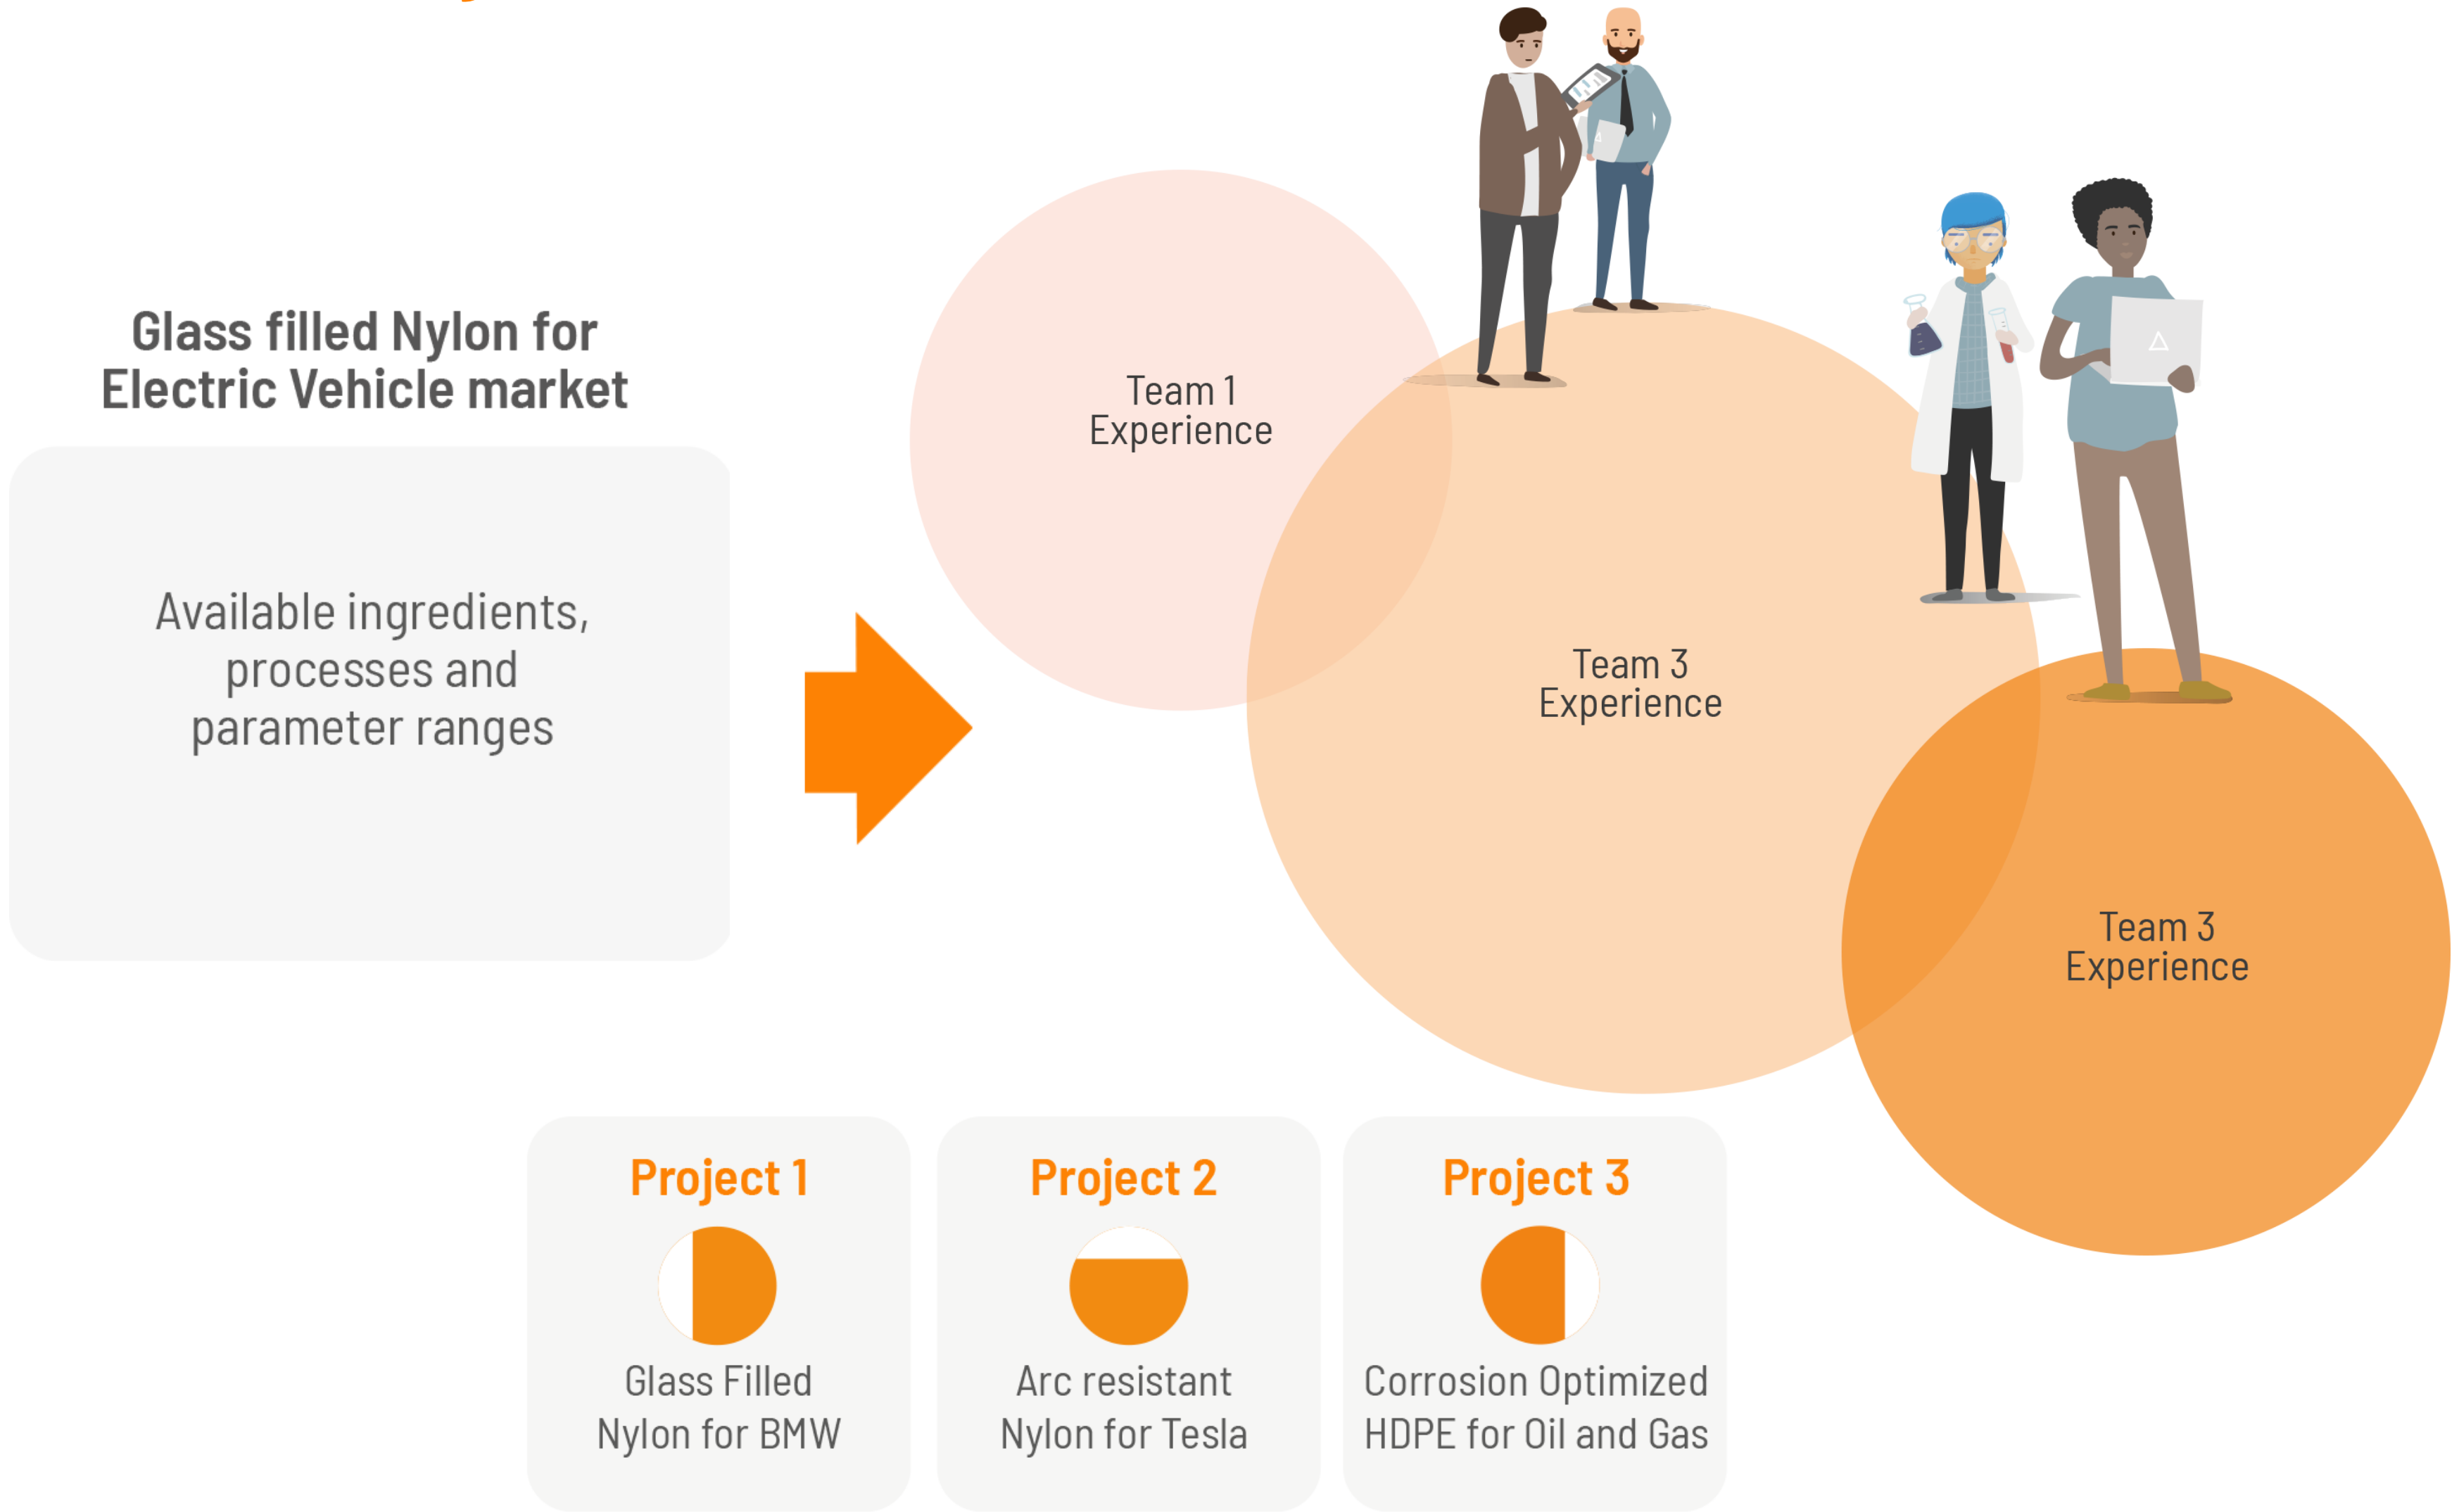 Glass filled Nylon for
Electric Vehicle market
Available ingredients,
processes and
parameter ranges
Team 1
Experience
Team 3
Experience
Team 3
Experience
Project 1
Glass Filled
Nylon for BMW
Project 2
Arc resistant
Nylon for Tesla
Project 3
Corrosion Optimized
HDPE for Oil and Gas